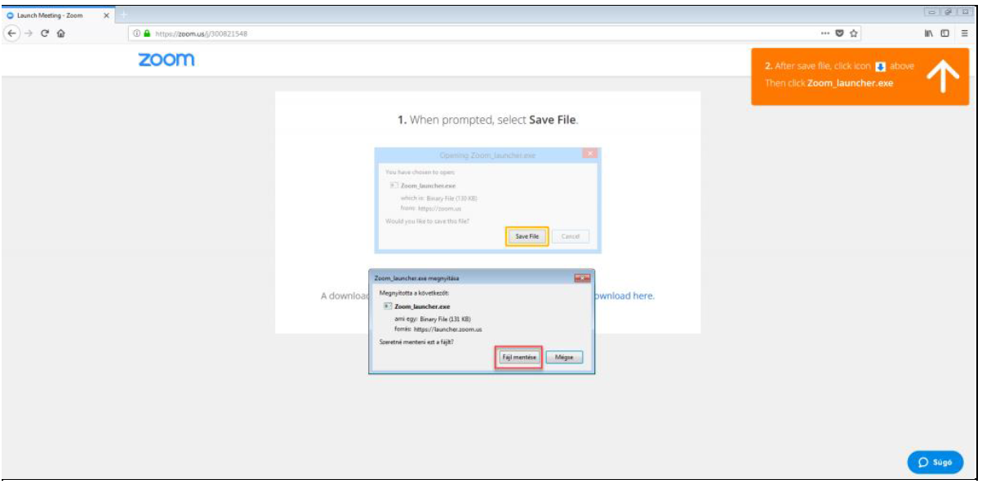 Launch Meeting - Zoom
https://zoom.us/j/300821548
zoom
2. After save file, click icon above
Then click Zoom_launcher.exe
1. When prompted, select Save File.
Opening Zoom_launcher.exe
You have chosen to open:
Zoom_launcher.exe
which is: Binary File (130 KB)
from: https://zoom.us
Would you like to save this file?
Save File Cancel
Zoom_launcher.exe megnyitása
Megnyitotta a következőt:
Zoom_launcher.exe
ami egy: Binary File (131 KB)
forrás: https://launcher.zoom.us
Szeretné menteni ezt a fájlt?
Fájl mentése Mégse
A download here.
Súgó